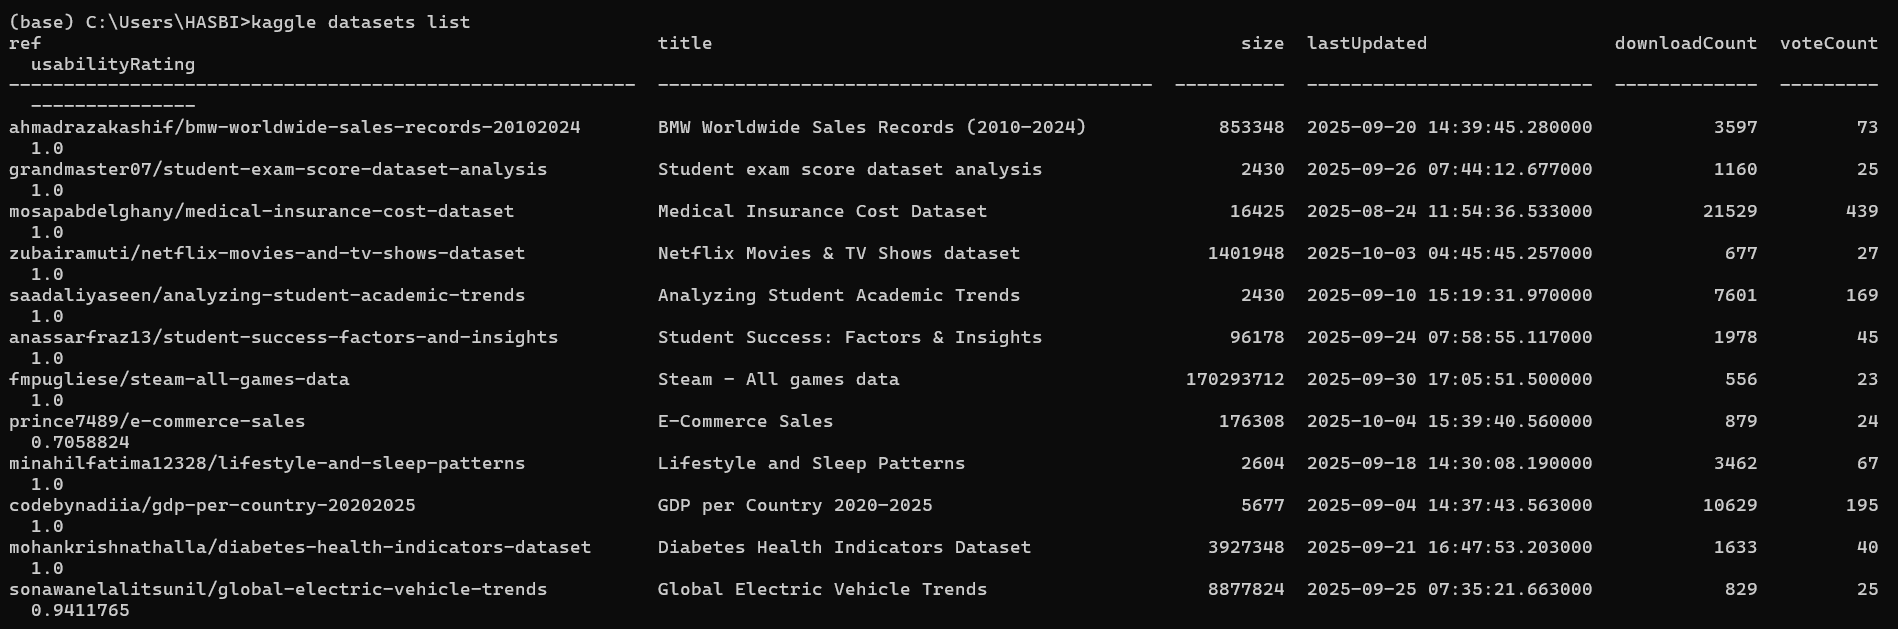 (base) C:\Users\HASBI>kaggle datasets list
ref                                                        title                                                size  lastUpdated                 downloadCount  voteCount
  usabilityRating
---------------------------------------------------------  ---------------------------------------------  ----------  --------------------------  -------------  ---------
  ---------------
ahmadrazakashif/bmw-worldwide-sales-records-20102024       BMW Worldwide Sales Records (2010-2024)            853348  2025-09-20 14:39:45.280000           3597         73
  1.0
grandmaster07/student-exam-score-dataset-analysis          Student exam score dataset analysis                  2430  2025-09-26 07:44:12.677000           1160         25
  1.0
mosapabdelghany/medical-insurance-cost-dataset             Medical Insurance Cost Dataset                      16425  2025-08-24 11:54:36.533000          21529        439
  1.0
zubairamuti/netflix-movies-and-tv-shows-dataset            Netflix Movies & TV Shows dataset                 1401948  2025-10-03 04:45:45.257000            677         27
  1.0
saadaliyaseen/analyzing-student-academic-trends            Analyzing Student Academic Trends                    2430  2025-09-10 15:19:31.970000           7601        169
  1.0
anassarfraz13/student-success-factors-and-insights         Student Success: Factors & Insights                 96178  2025-09-24 07:58:55.117000           1978         45
  1.0
fmpugliese/steam-all-games-data                            Steam - All games data                          170293712  2025-09-30 17:05:51.500000            556         23
  1.0
prince7489/e-commerce-sales                                E-Commerce Sales                                   176308  2025-10-04 15:39:40.560000            879         24
  0.7058824
minahilfatima12328/lifestyle-and-sleep-patterns            Lifestyle and Sleep Patterns                         2604  2025-09-18 14:30:08.190000           3462         67
  1.0
codebynadiia/gdp-per-country-20202025                      GDP per Country 2020-2025                            5677  2025-09-04 14:37:43.563000          10629        195
  1.0
mohankrishnathalla/diabetes-health-indicators-dataset      Diabetes Health Indicators Dataset                3927348  2025-09-21 16:47:53.203000           1633         40
  1.0
sonawanelalitsunil/global-electric-vehicle-trends          Global Electric Vehicle Trends                    8877824  2025-09-25 07:35:21.663000            829         25
  0.9411765